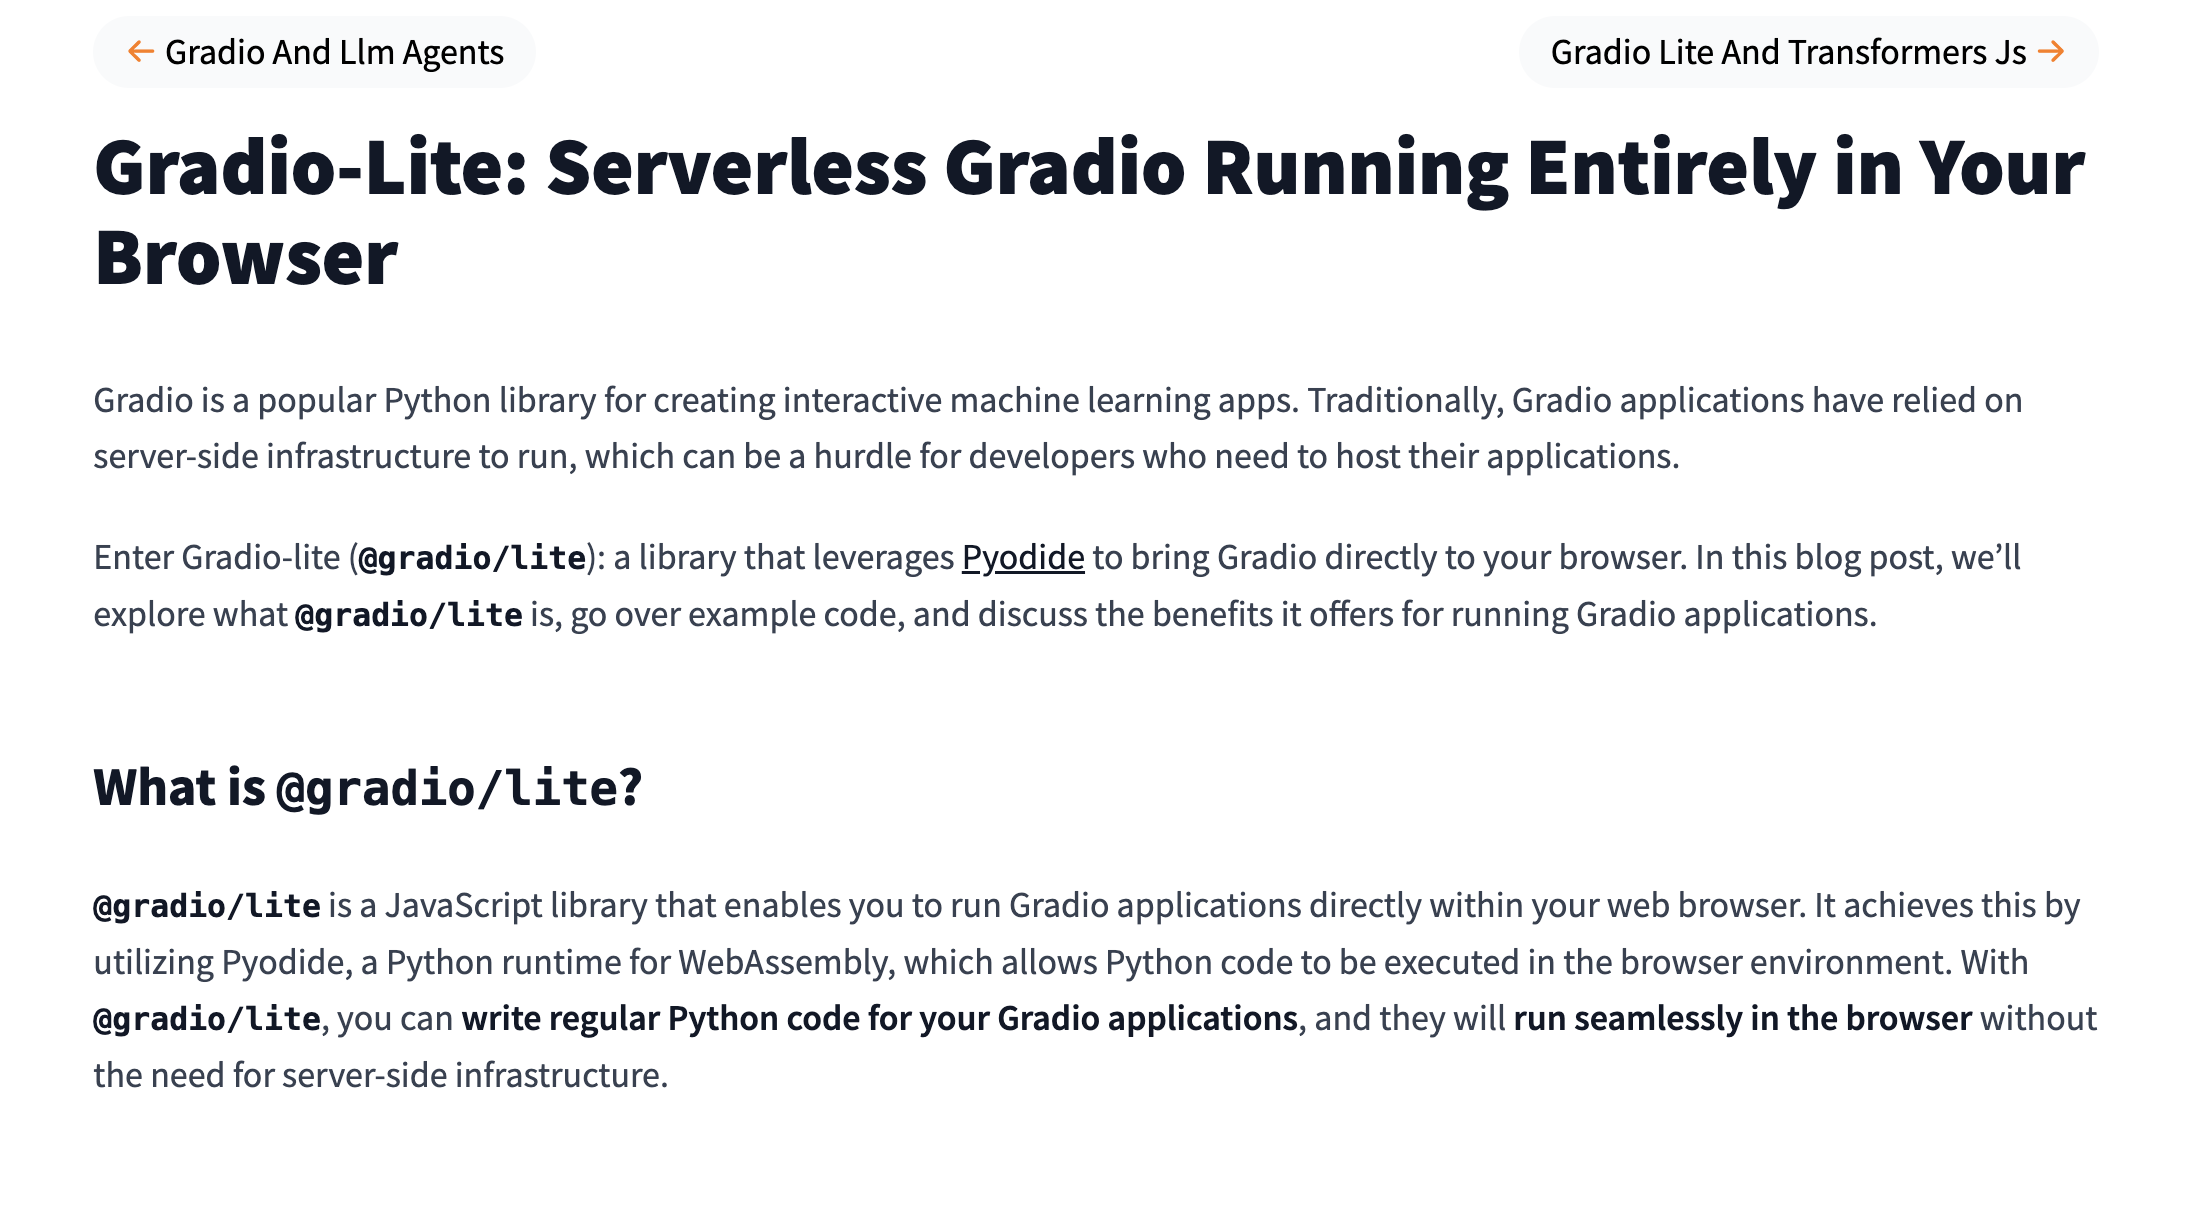 ← Gradio And Llm Agents
Gradio Lite And Transformers Js →
Gradio-Lite: Serverless Gradio Running Entirely in Your
Browser
Gradio is a popular Python library for creating interactive machine learning apps. Traditionally, Gradio applications have relied on
server-side infrastructure to run, which can be a hurdle for developers who need to host their applications.
Enter Gradio-lite (@gradio/lite): a library that leverages Pyodide to bring Gradio directly to your browser. In this blog post, we’ll
explore what @gradio/lite is, go over example code, and discuss the benefits it offers for running Gradio applications.
What is @gradio/lite?
@gradio/lite is a JavaScript library that enables you to run Gradio applications directly within your web browser. It achieves this by
utilizing Pyodide, a Python runtime for WebAssembly, which allows Python code to be executed in the browser environment. With
@gradio/lite, you can write regular Python code for your Gradio applications, and they will run seamlessly in the browser without
the need for server-side infrastructure.